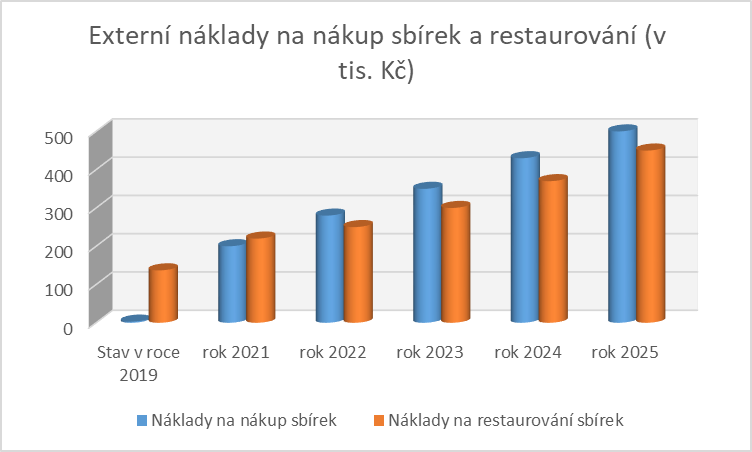 Externí náklady na nákup sbírek a restaurování (v
tis. Kč)
500
400
300
200
100
0
Stav v roce
2019
rok 2021
rok 2022
rok 2023
rok 2024
rok 2025
Náklady na nákup sbírek
Náklady na restaurování sbírek